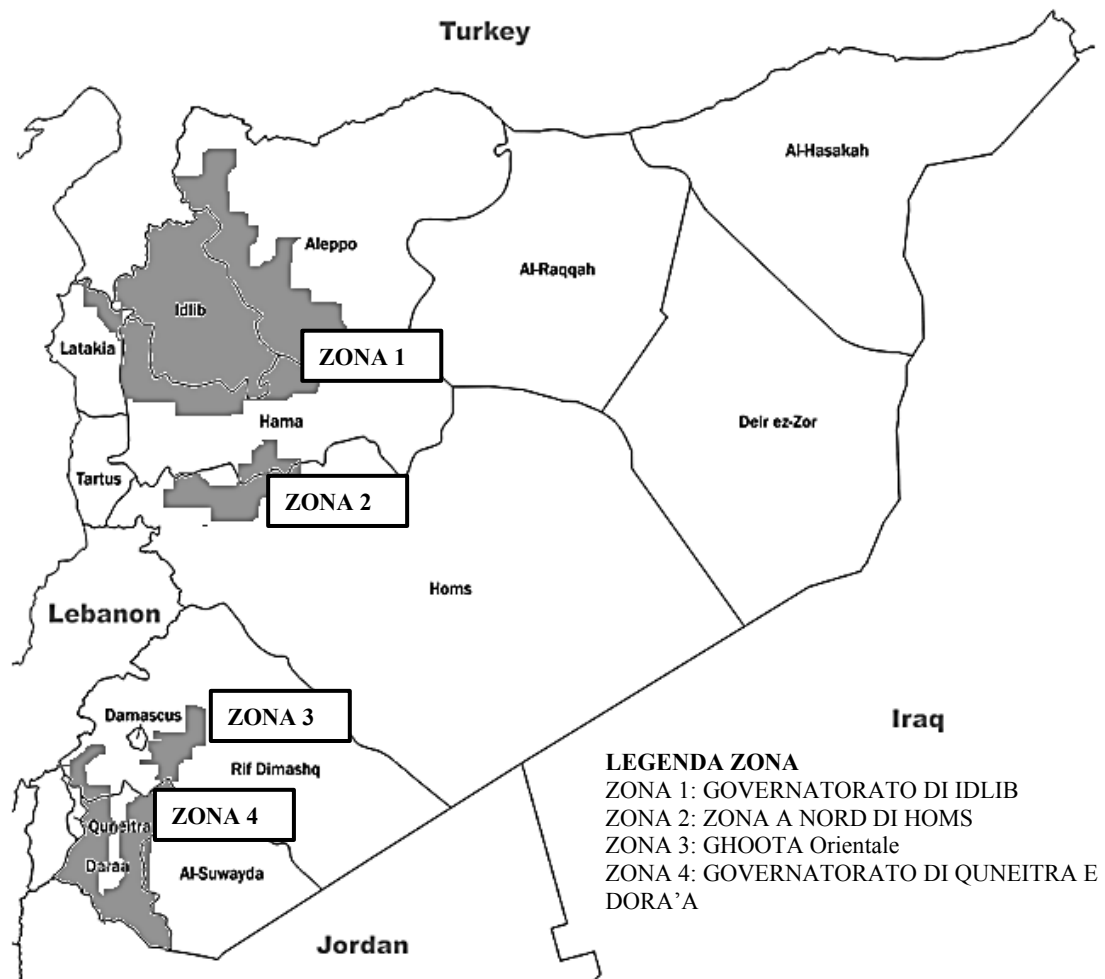 Turkey
Al-Hasakah
Aleppo
Al-Raqqah
Idlib
Latakia
ZONA 1
Hama
Deir ez-Zor
Tartus
ZONA 2
Homs
Lebanon
Damascus
ZONA 3
Iraq
Rif Dimashq
ZONA 4
Quneitra
Daraa
Al-Suwayda
Jordan
LEGENDA ZONA
ZONA 1: GOVERNATORATO DI IDLIB
ZONA 2: ZONA A NORD DI HOMS
ZONA 3: GHOOTA Orientale
ZONA 4: GOVERNATORATO DI QUNEITRA E
DORA’A